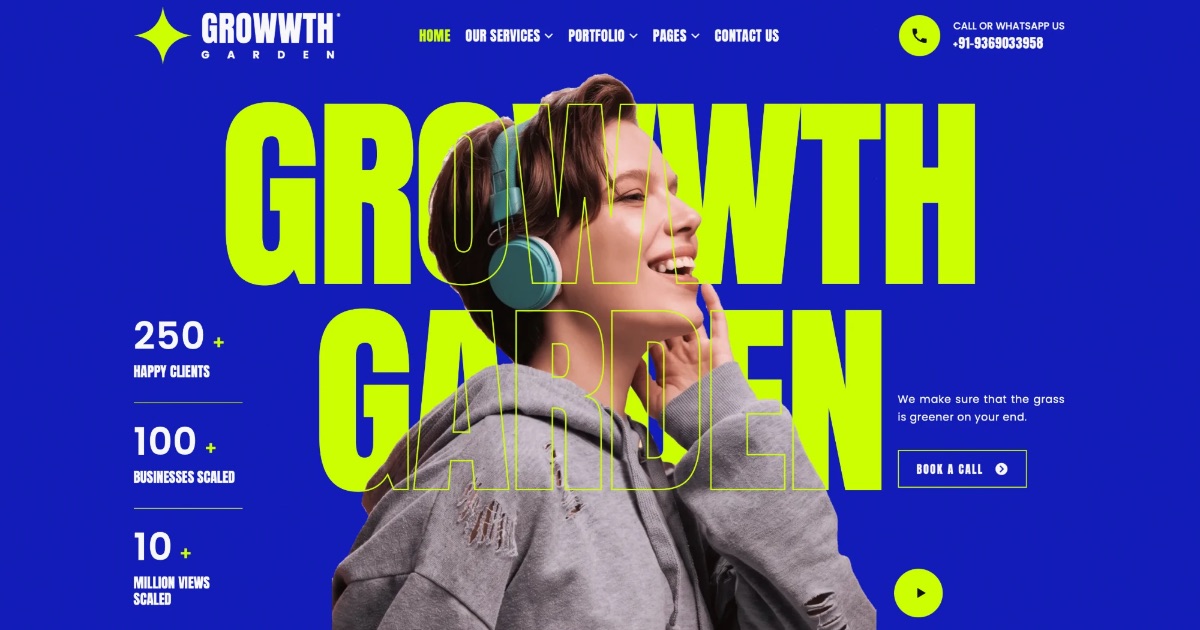 GROWWTH
GARDEN
HOME OUR SERVICES PORTFOLIO PAGES CONTACT US
CALL OR WHATSAPP US
+91-9369033958
GROWWTH
GARDEN
250 +
HAPPY CLIENTS
100 +
BUSINESSES SCALED
10 +
MILLION VIEWS
SCALED
We make sure that the grass
is greener on your end.
BOOK A CALL